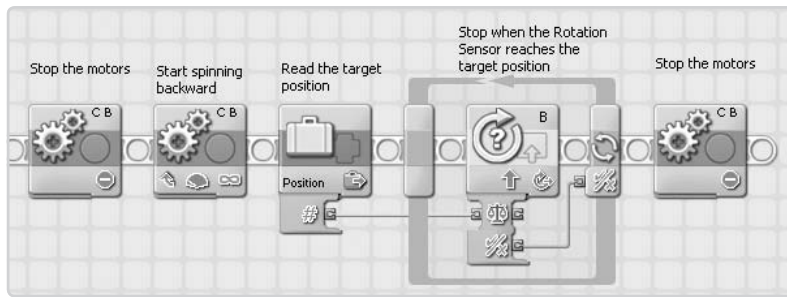 Stop the motors
Start spinning
backward
Read the target
position
Stop when the Rotation
Sensor reaches the
target position
Stop the motors
C B
C B
Position
#
B
?
C B